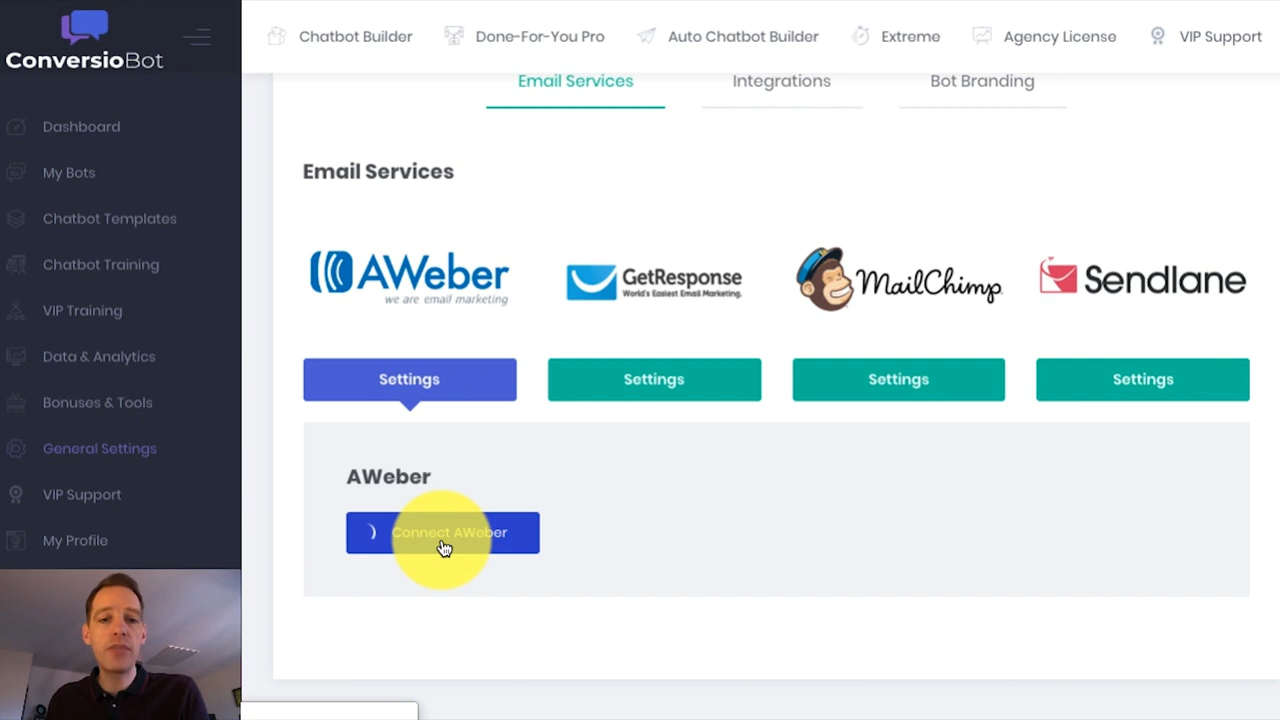 ConversioBot
Chatbot Builder
Done-For-You Pro
Auto Chatbot Builder
Extreme
Agency License
VIP Support
Dashboard
My Bots
Chatbot Templates
Chatbot Training
VIP Training
Data & Analytics
Bonuses & Tools
General Settings
VIP Support
My Profile
Email Services
Integrations
Bot Branding
Email Services
AWeber
we are email marketing
GetResponse
World's Easiest Email Marketing.
MailChimp
Sendlane
Settings
Settings
Settings
Settings
AWeber
Connect AWeber